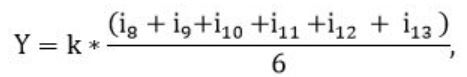 Y = k * (i₈ + i₉+i₁₀ +i₁₁ +i₁₂ + i₁₃ )
6 ,